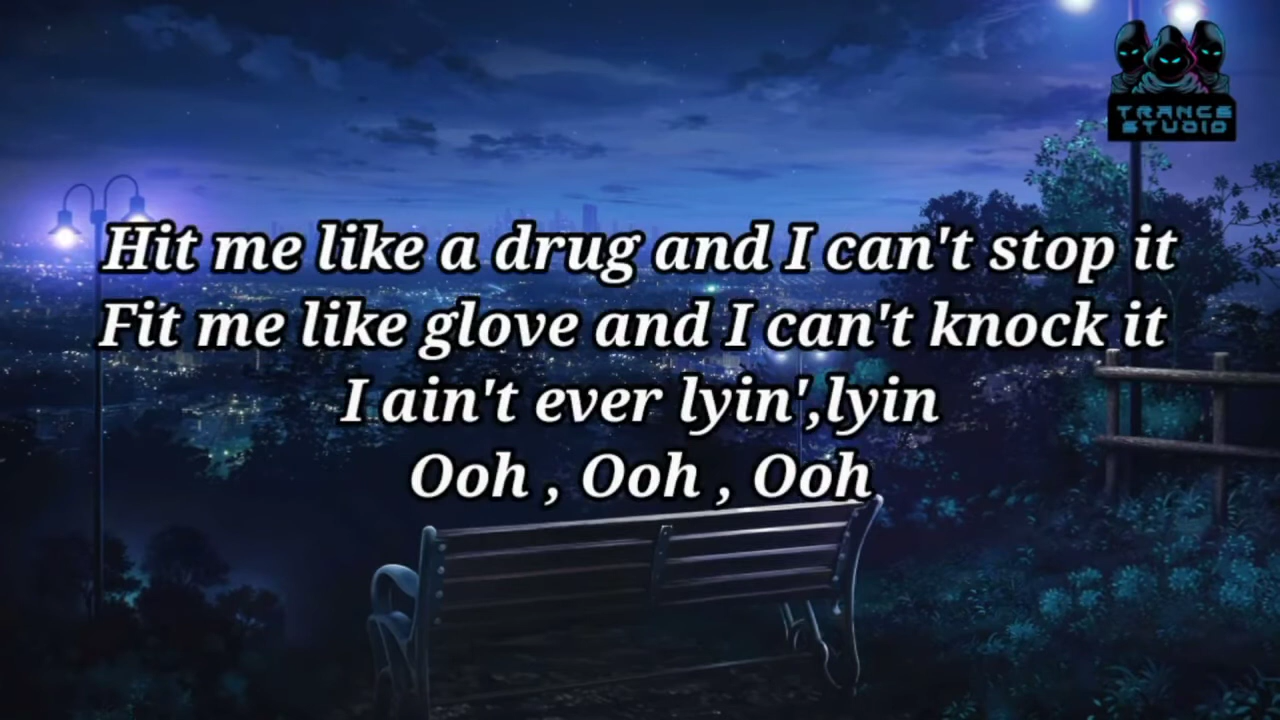 TRANCE
STUDIO
Hit me like a drug and I can't stop it
Fit me like glove and I can't knock it
I ain't ever lyin',lyin
Ooh , Ooh , Ooh